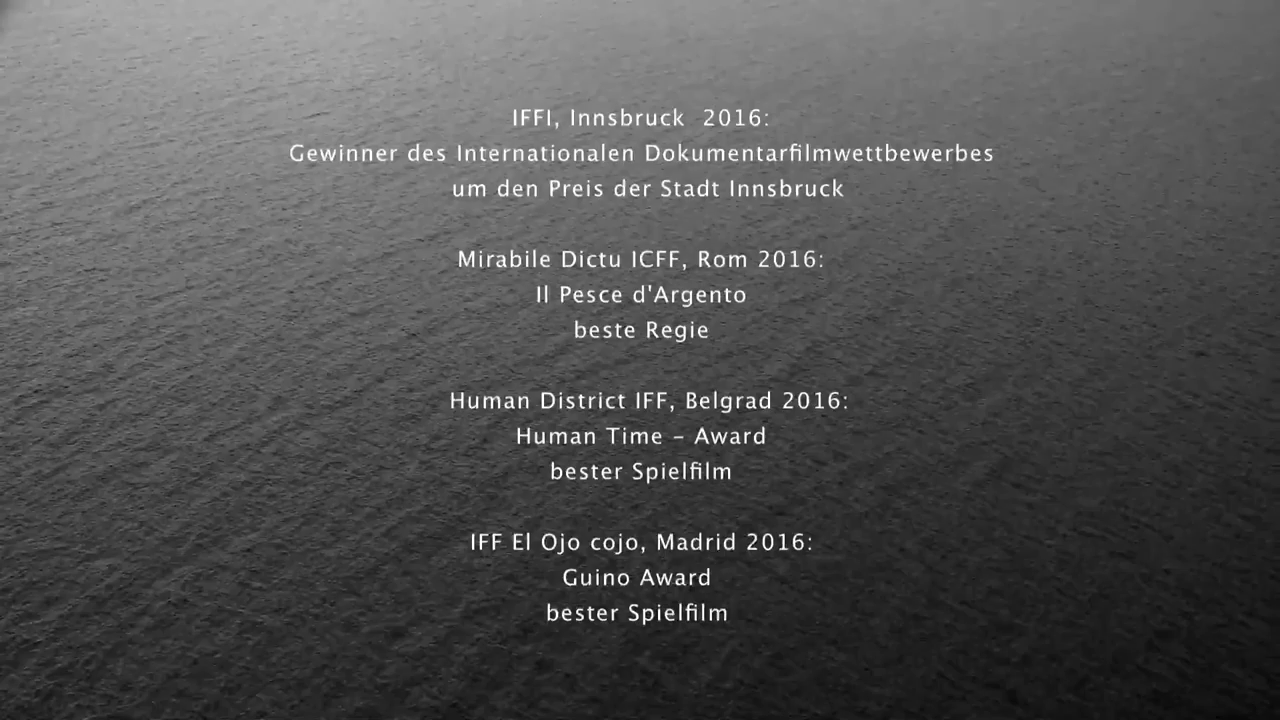 IFFI, Innsbruck 2016:
Gewinner des Internationalen Dokumentarfilmwettbewerbes
um den Preis der Stadt Innsbruck
Mirabile Dictu ICFF, Rom 2016:
Il Pesce d'Argento
beste Regie
Human District IFF, Belgrad 2016:
Human Time – Award
bester Spielfilm
IFF El Ojo cojo, Madrid 2016:
Guino Award
bester Spielfilm